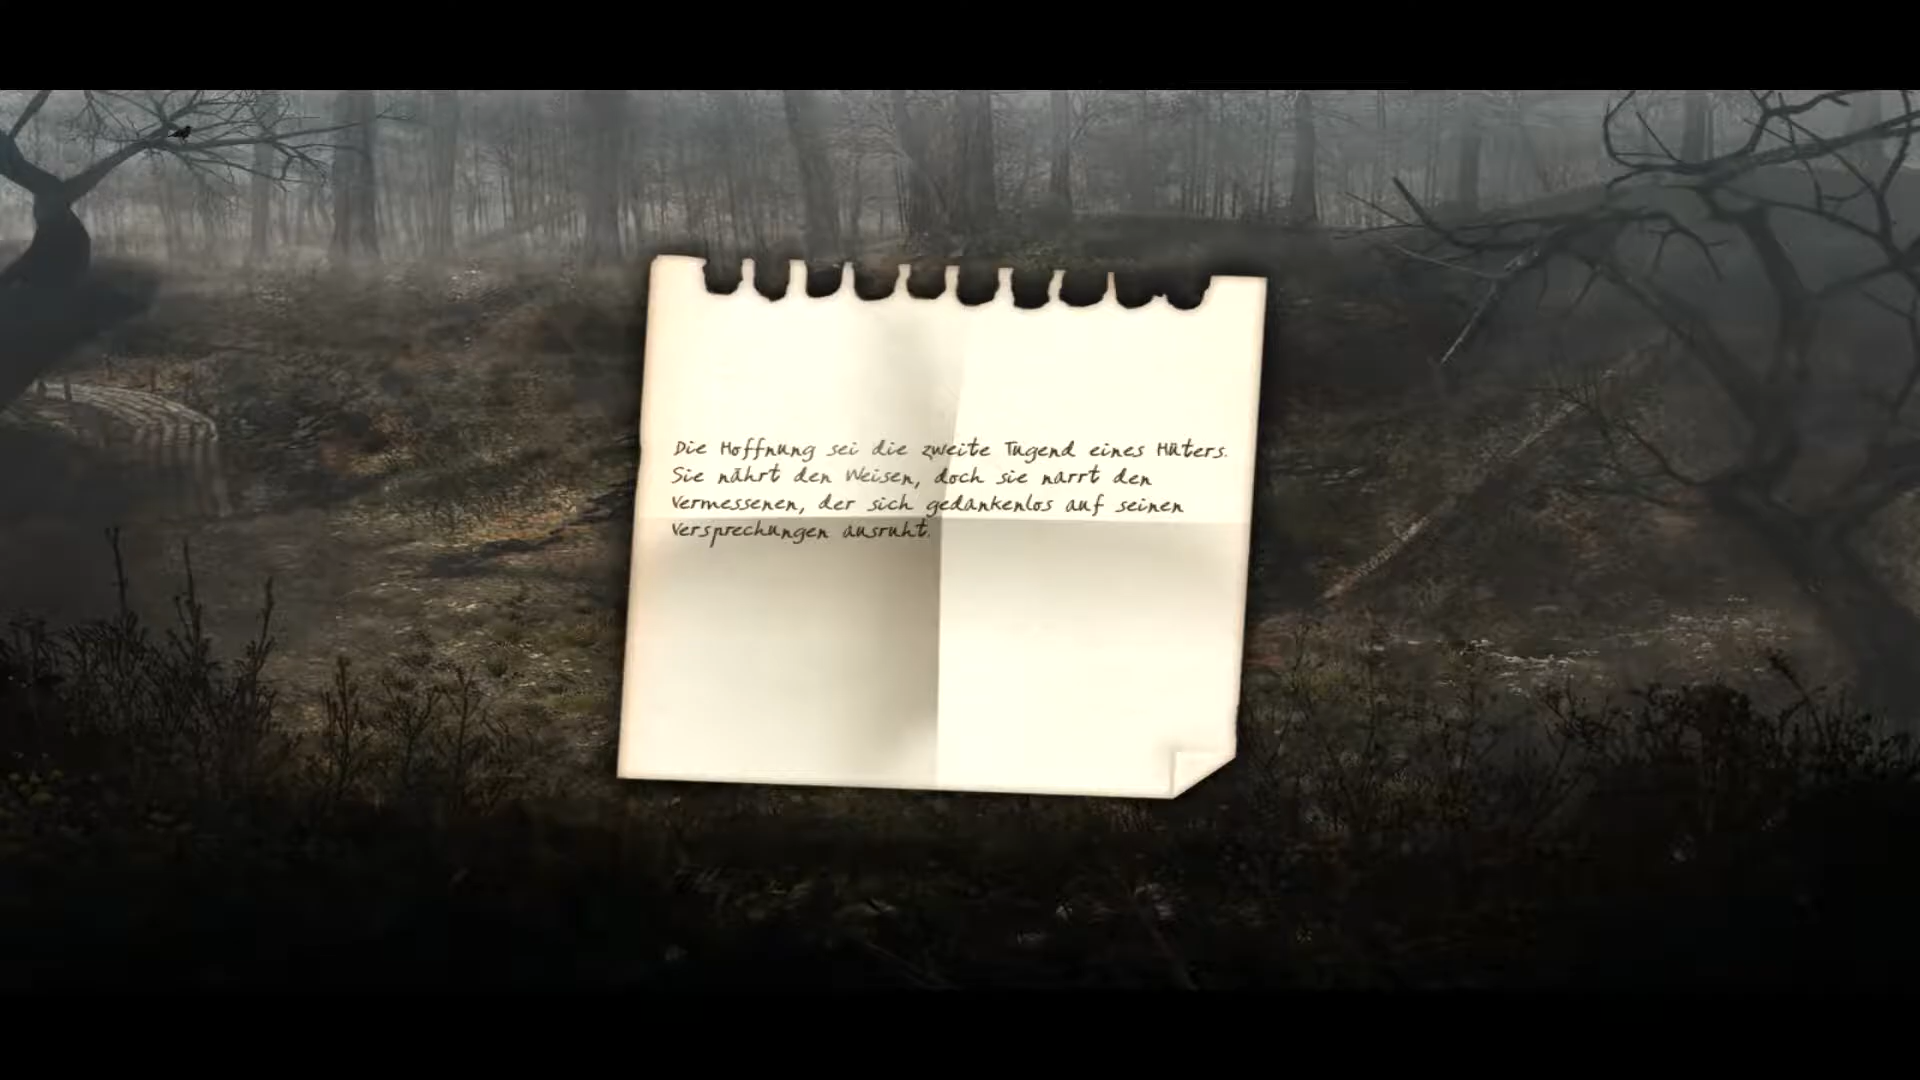 Die Hoffnung sei die zweite Tugend eines Hüters.
Sie nährt den Weisen, doch sie narrt den
Vermessenen, der sich gedankenlos auf seinen
Versprechungen ausruht.